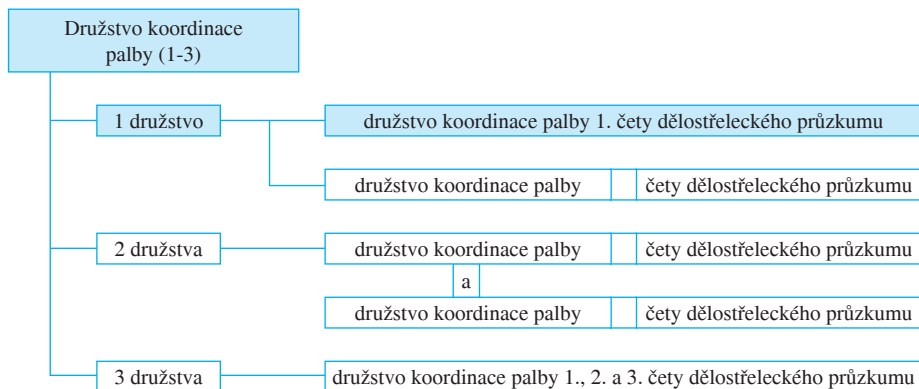 Družstvo koordinace
palby (1-3)
1 družstvo
družstvo koordinace palby 1. čety dělostřeleckého průzkumu
družstvo koordinace palby čety dělostřeleckého průzkumu
2 družstva
družstvo koordinace palby čety dělostřeleckého průzkumu
a
družstvo koordinace palby čety dělostřeleckého průzkumu
3 družstva
družstvo koordinace palby 1., 2. a 3. čety dělostřeleckého průzkumu